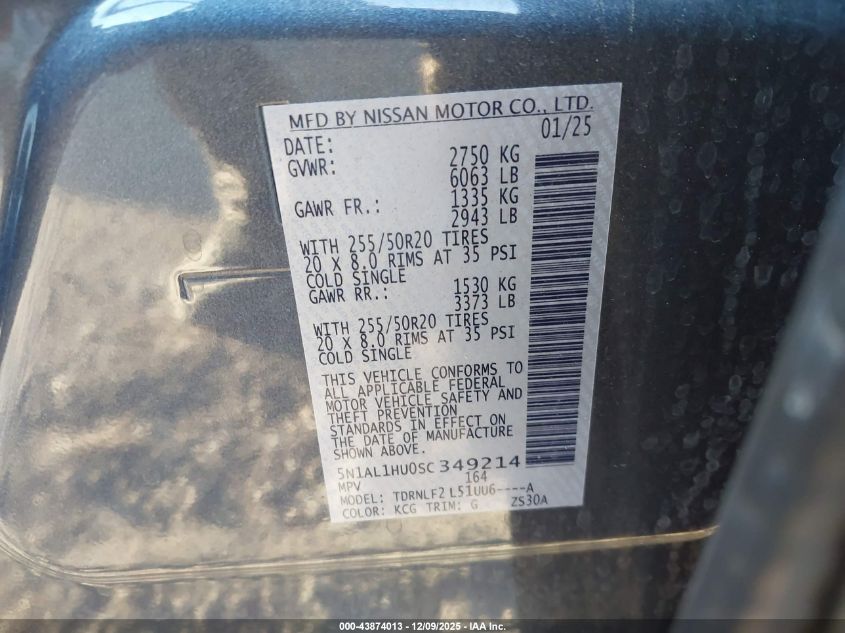 MFD BY NISSAN MOTOR CO., LTD.
DATE: 01/25
GVWR: 2750 KG
6063 LB
GAWR FR.: 1335 KG
2943 LB
WITH 255/50R20 TIRES
20 X 8.0 RIMS AT 35 PSI
COLD SINGLE
GAWR RR.: 1530 KG
3373 LB
WITH 255/50R20 TIRES
20 X 8.0 RIMS AT 35 PSI
COLD SINGLE
THIS VEHICLE CONFORMS TO
ALL APPLICABLE FEDERAL
MOTOR VEHICLE SAFETY AND
THEFT PREVENTION
STANDARDS IN EFFECT ON
THE DATE OF MANUFACTURE
SHOWN ABOVE.
5N1AL1HU0SC 349214
MPV 164
MODEL: TDRNLF2 L51UU6----A
COLOR: KCG TRIM: G ZS30A
000-43874013 - 12/09/2025 - IAA Inc.